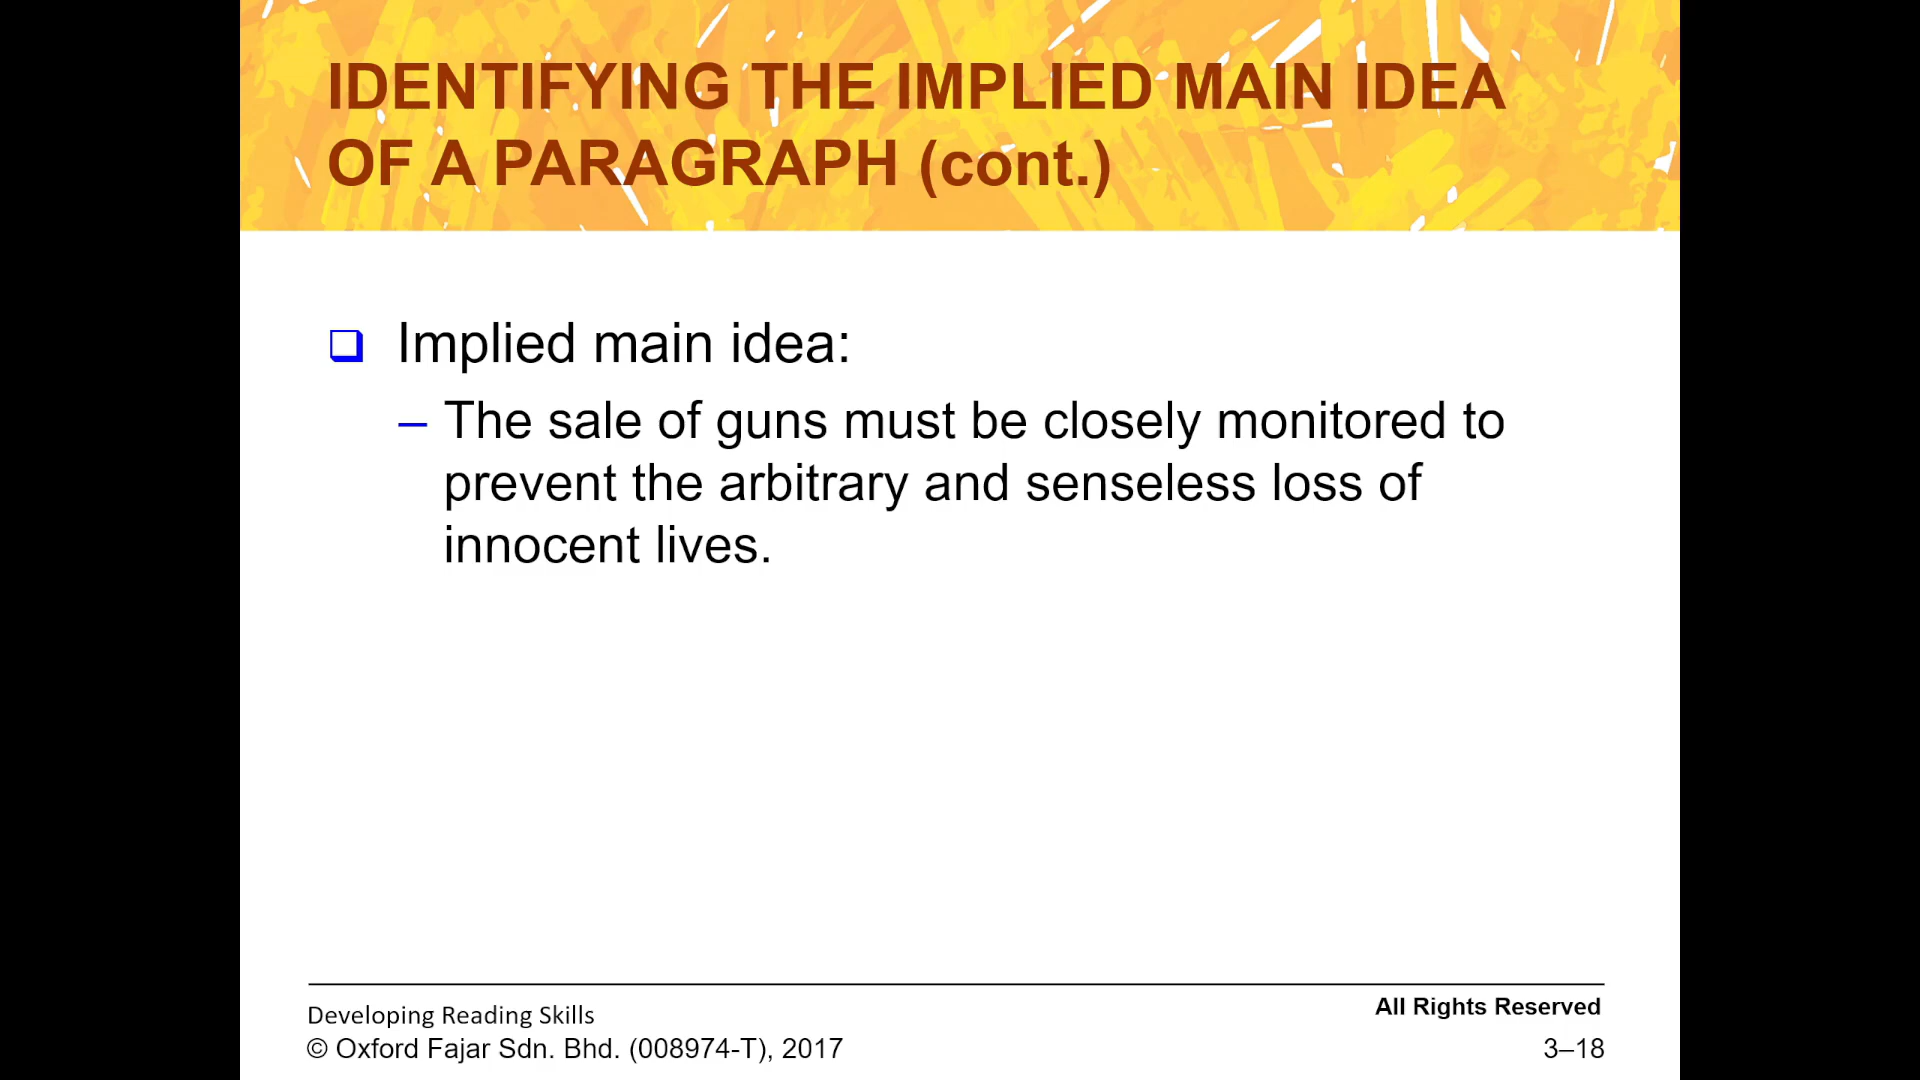 IDENTIFYING THE IMPLIED MAIN IDEA
OF A PARAGRAPH (cont.)
❑ Implied main idea:
– The sale of guns must be closely monitored to
prevent the arbitrary and senseless loss of
innocent lives.
Developing Reading Skills
All Rights Reserved
© Oxford Fajar Sdn. Bhd. (008974-T), 2017
3–18